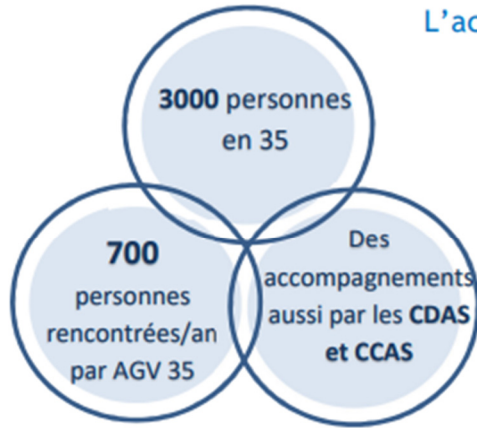 L'ac
3000 personnes
en 35
700
personnes
rencontrées/an
par AGV 35
Des
accompagnements
aussi par les CDAS
et CCAS